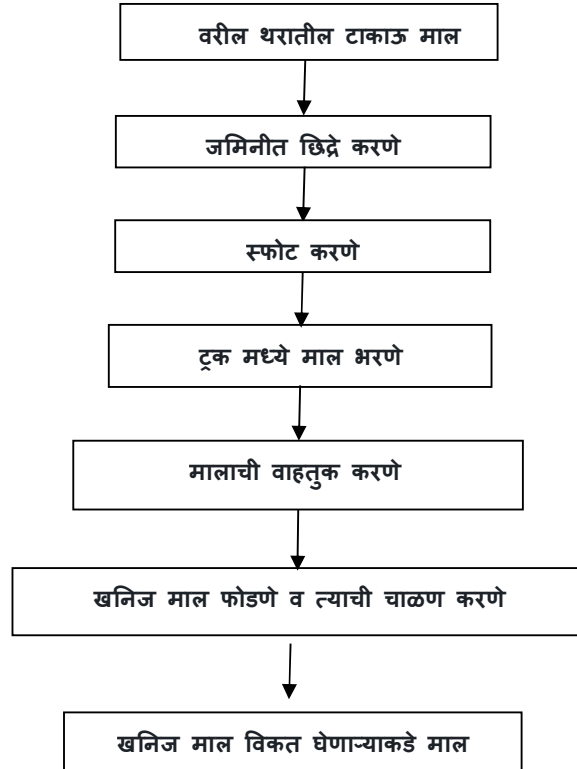 वरील थरातील टाकाऊ माल
जमिनीत छिद्रे करणे
स्फोट करणे
ट्रक मध्ये माल भरणे
मालाची वाहतुक करणे
खनिज माल फोडणे व त्याची चाळण करणे
खनिज माल विकत घेणाऱ्याकडे माल